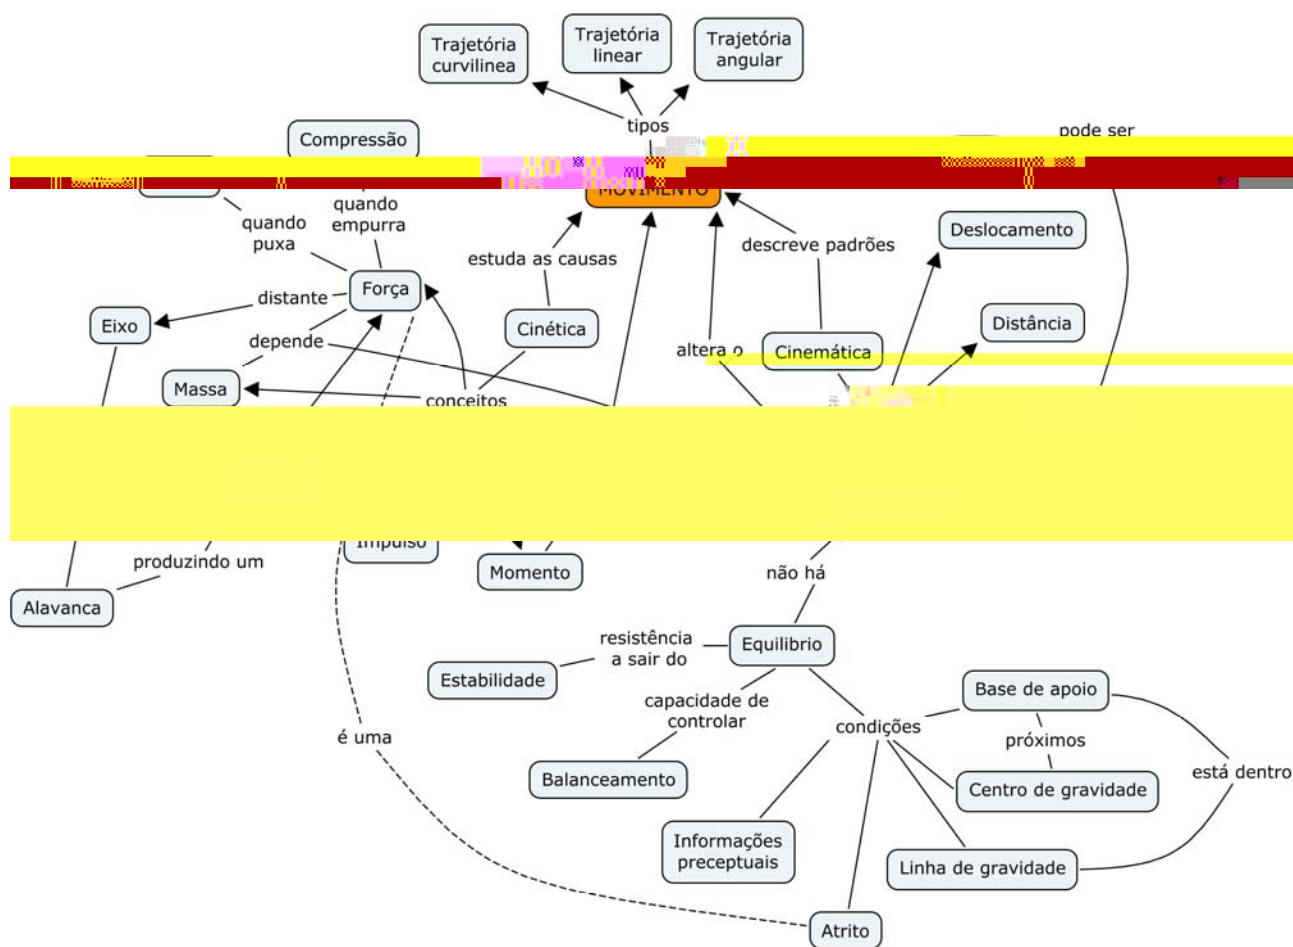 Trajetória
curvilinea
Trajetória
linear
Trajetória
angular
tipos
pode ser
Compressão
MOVIMENTO
quando
puxa
quando
empurra
estuda as causas
descreve padrões
Deslocamento
Força
distante
Eixo
depende
Cinética
altera o
Cinemática
Distância
Massa
conceitos
Impulso
produzindo um
Momento
não há
Alavanca
resistência
a sair do
Equilibrio
Estabilidade
capacidade de
controlar
Base de apoio
condições
próximos
é uma
está dentro
Balanceamento
Centro de gravidade
Informações
preceptuais
Linha de gravidade
Atrito